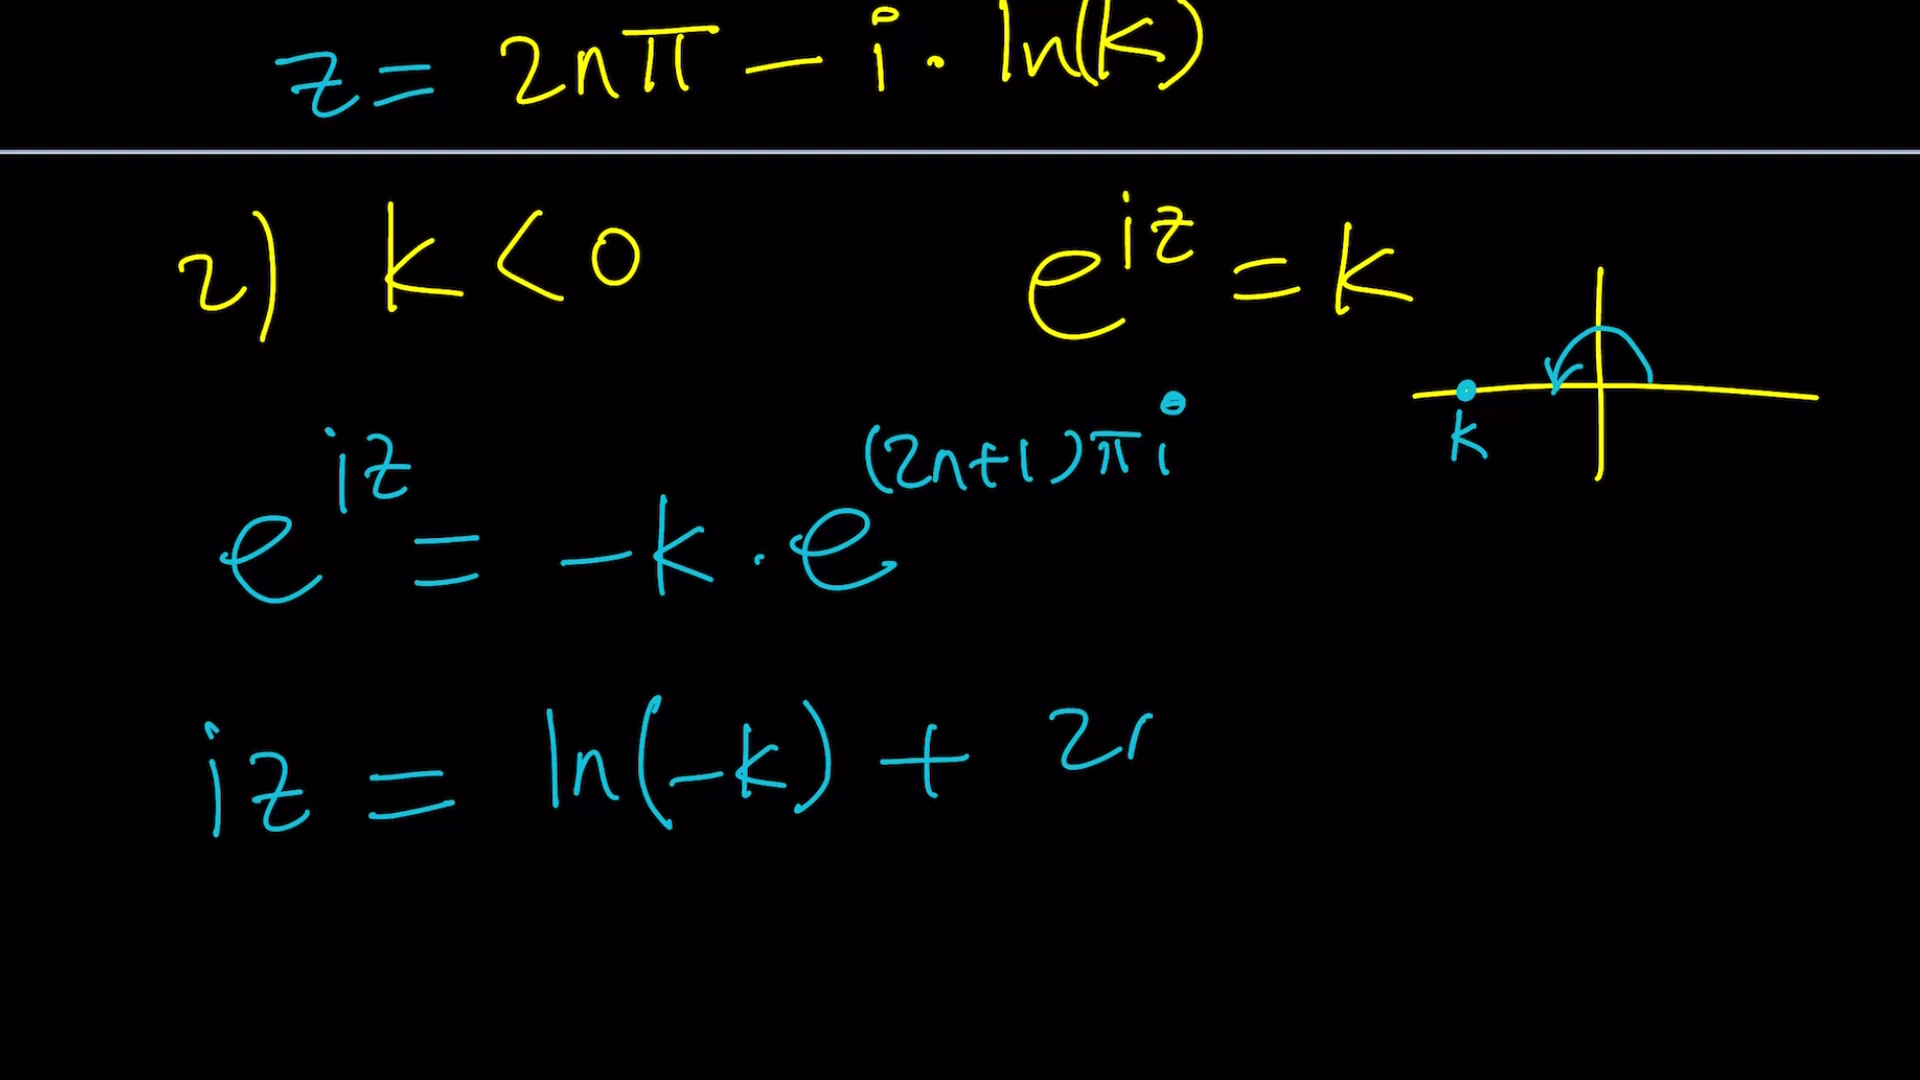 z = 2nπ – i · ln(k)
2) k < 0 e^{iz} = k
k
e^{iz} = –k · e^{(2n+1)πi}
iz = ln(–k) + 2